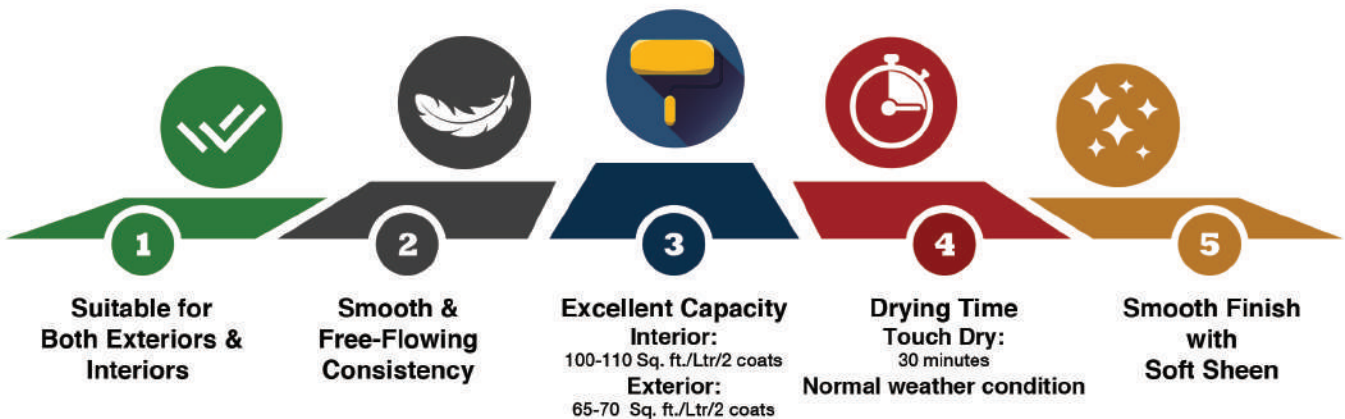 1
Suitable for
Both Exteriors &
Interiors
2
Smooth &
Free-Flowing
Consistency
3
Excellent Capacity
Interior:
100-110 Sq. ft./Ltr/2 coats
Exterior:
65-70 Sq. ft./Ltr/2 coats
4
Drying Time
Touch Dry:
30 minutes
Normal weather condition
5
Smooth Finish
with
Soft Sheen